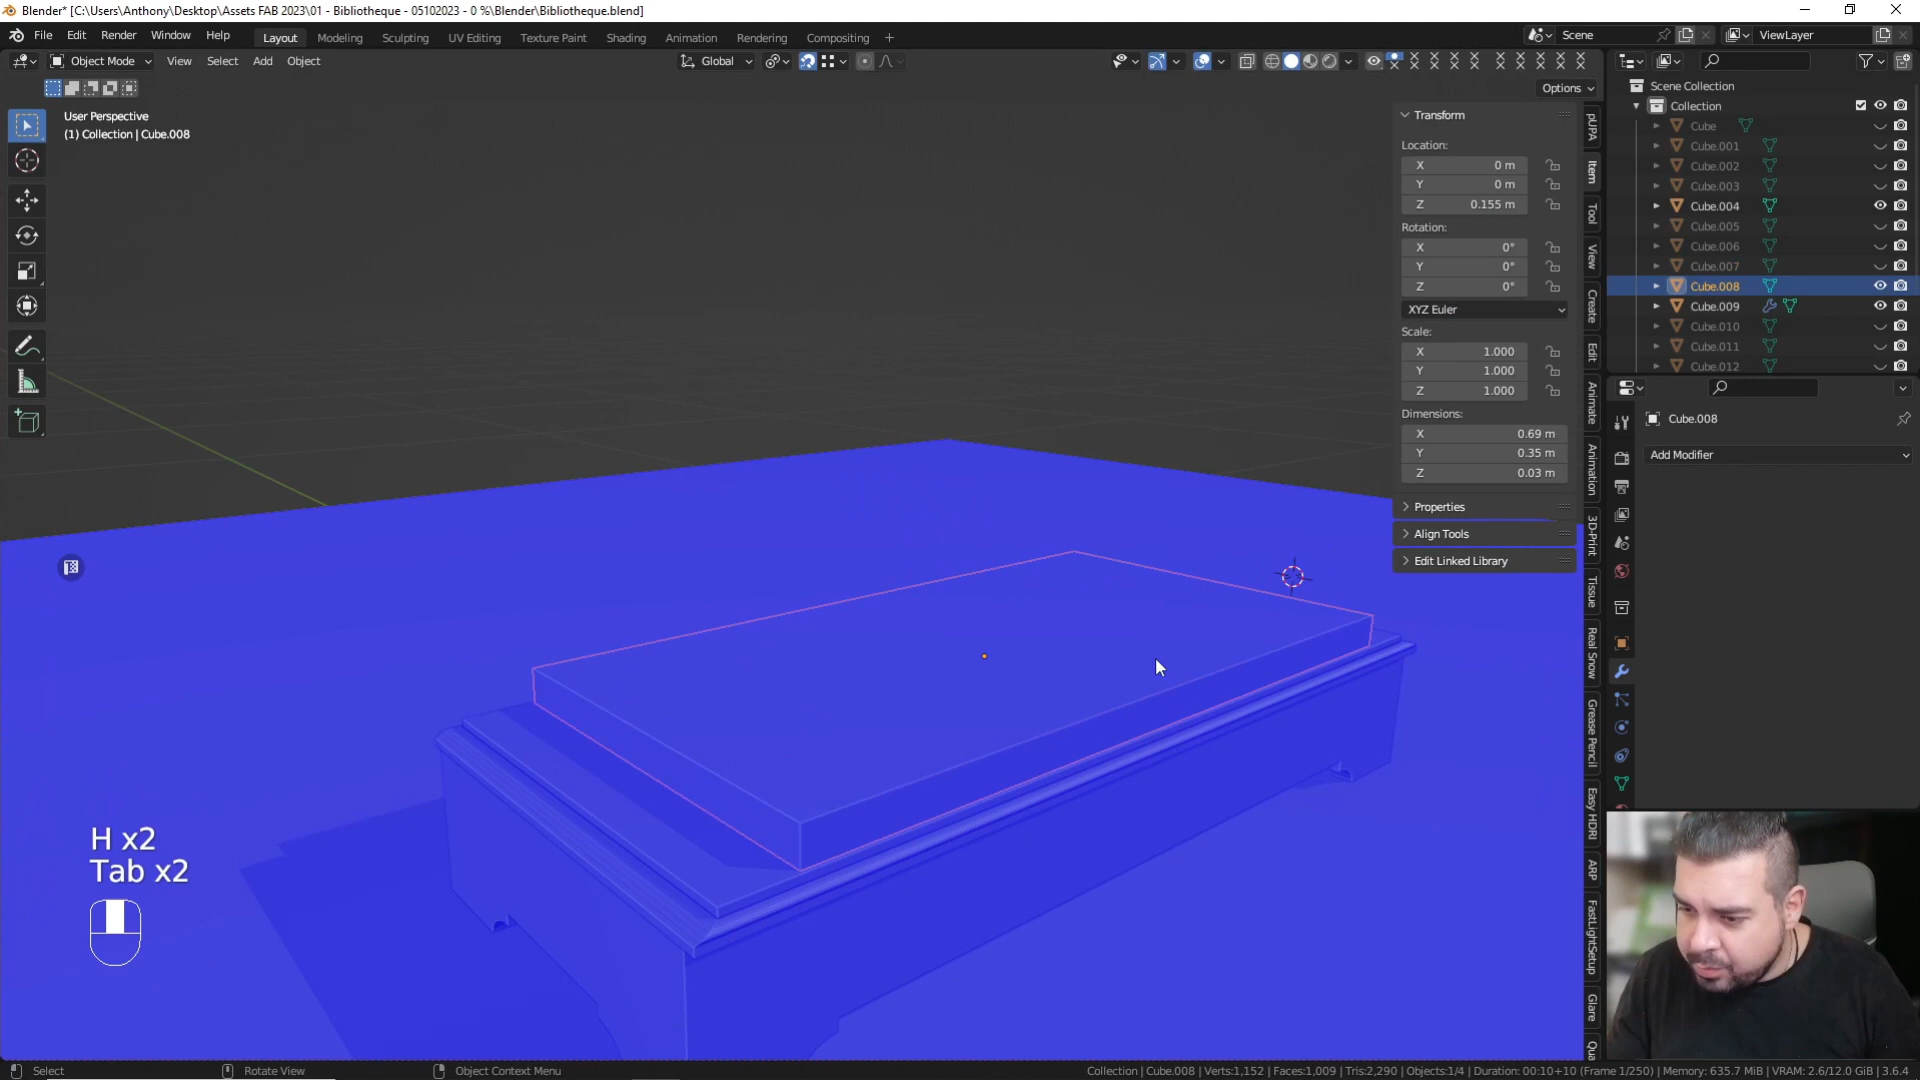 Blender* [C:\Users\Anthony\Desktop\Assets FAB 2023\01 - Bibliotheque - 05102023 - 0 %\Blender\Bibliotheque.blend]
File Edit Render Window Help Layout Modeling Sculpting UV Editing Texture Paint Shading Animation Rendering Compositing + Scene ViewLayer
Object Mode View Select Add Object Global
Options
User Perspective
(1) Collection | Cube.008
Transform
Location:
X 0 m
Y 0 m
Z 0.155 m
Rotation:
X 0°
Y 0°
Z 0°
XYZ Euler
Scale:
X 1.000
Y 1.000
Z 1.000
Dimensions:
X 0.69 m
Y 0.35 m
Z 0.03 m
Properties
Align Tools
Edit Linked Library
pUPA
Item
Tool
View
Create
Edit
Animate
Animation
3D-Print
Tissue
Real Snow
Grease Pencil
Easy HDRI
ARP
FastLightSetup
Glare
Qua
Scene Collection
Collection
Cube
Cube.001
Cube.002
Cube.003
Cube.004
Cube.005
Cube.006
Cube.007
Cube.008
Cube.009
Cube.010
Cube.011
Cube.012
Cube.008
Add Modifier
H x2
Tab x2
Select Rotate View Object Context Menu Collection | Cube.008 | Verts:1,152 | Faces:1,009 | Tris:2,290 | Objects:1/4 | Duration: 00:10+10 (Frame 1/250) | Memory: 635.7 MiB | VRAM: 2.6/12.0 GiB | 3.6.4